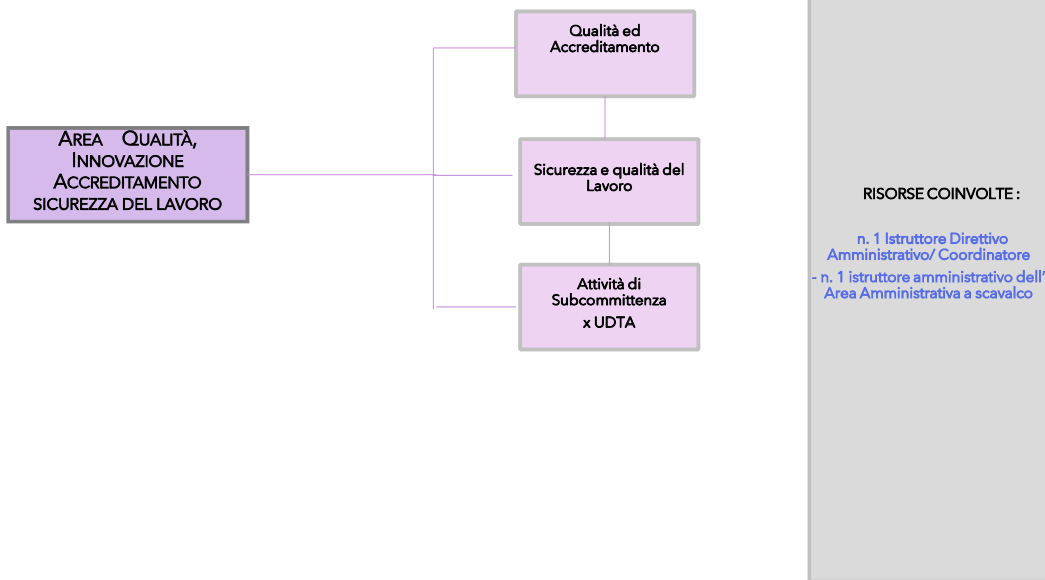 AREA QUALITÀ,
INNOVAZIONE
ACCREDITAMENTO
SICUREZZA DEL LAVORO
Qualità ed
Accreditamento
Sicurezza e qualità del
Lavoro
Attività di
Subcommittenza
x UDTA
RISORSE COINVOLTE :
n. 1 Istruttore Direttivo
Amministrativo/ Coordinatore
- n. 1 istruttore amministrativo dell'
Area Amministrativa a scavalco